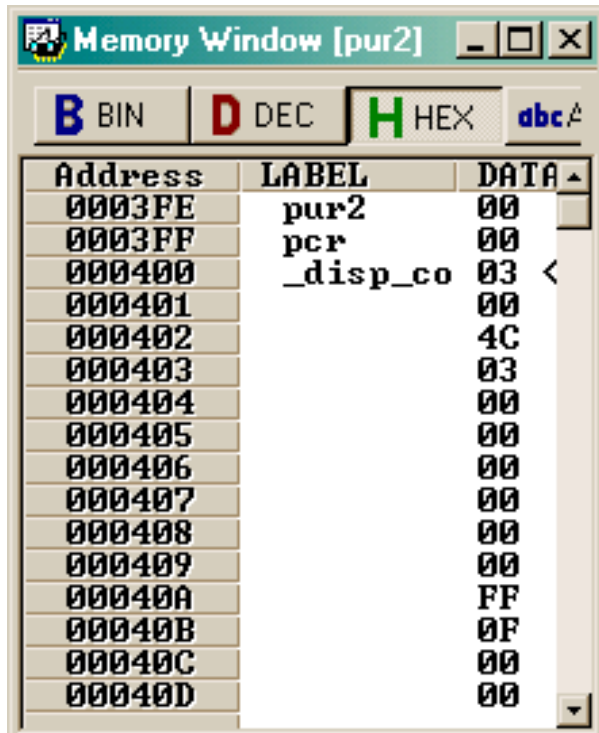 Memory Window [pur2]
B BIN D DEC H HEX abc A
Address LABEL DATA
0003FE pur2 00
0003FF pcr 00
000400 _disp_co 03 <
000401 00
000402 4C
000403 03
000404 00
000405 00
000406 00
000407 00
000408 00
000409 00
00040A FF
00040B 0F
00040C 00
00040D 00